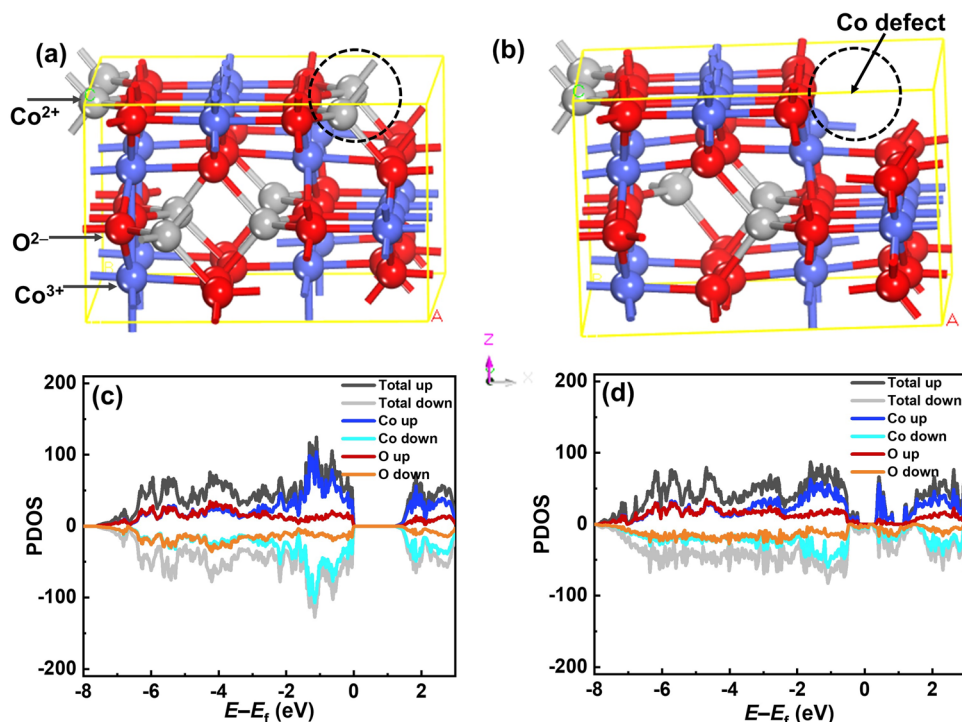 (a)
Co²⁺
O²⁻
Co³⁺
A
(b)
Co defect
A
Z
X
(c)
200
100
0
-100
-200
PDOS
-8 -6 -4 -2 0 2
E–E_f (eV)
Total up
Total down
Co up
Co down
O up
O down
(d)
200
100
0
-100
-200
PDOS
-8 -6 -4 -2 0 2
E–E_f (eV)
Total up
Total down
Co up
Co down
O up
O down